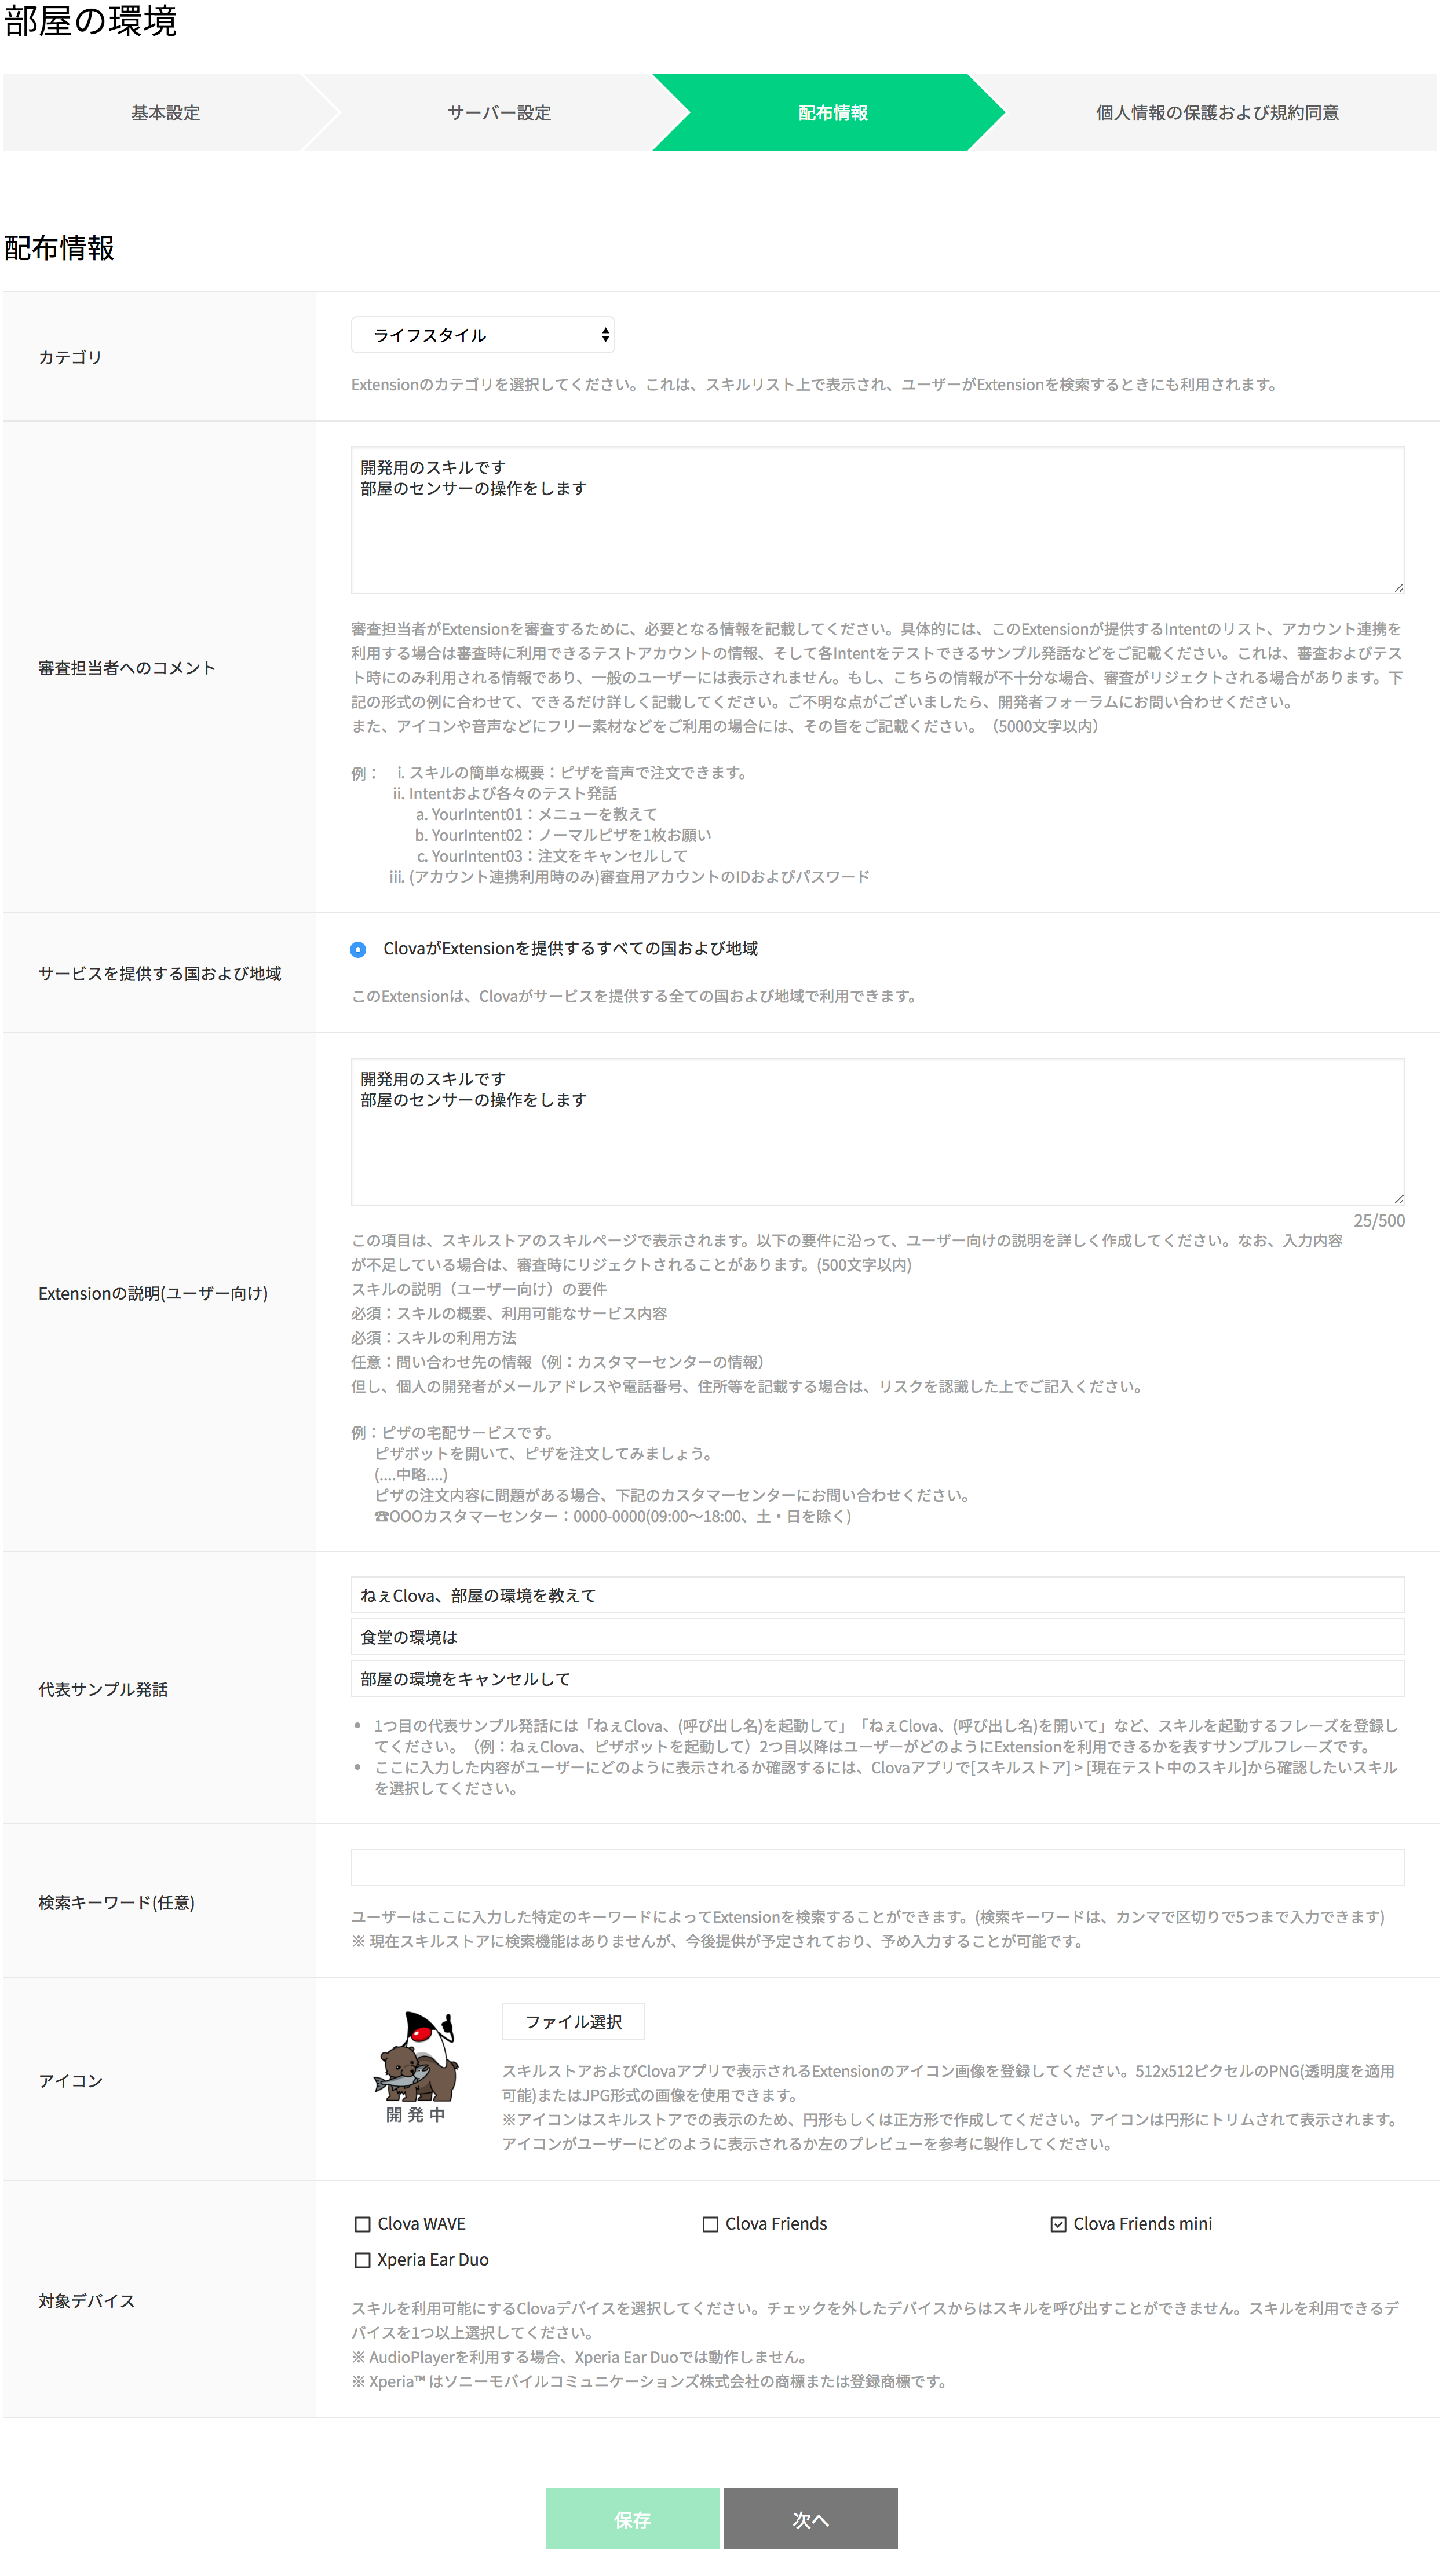 部屋の環境
基本設定
サーバー設定
配布情報
個人情報の保護および規約同意
配布情報
カテゴリ
ライフスタイル
Extensionのカテゴリを選択してください。これは、スキルリスト上で表示され、ユーザーがExtensionを検索するときにも利用されます。
審査担当者へのコメント
開発用のスキルです
部屋のセンサーの操作をします
審査担当者がExtensionを審査するために、必要となる情報を記載してください。具体的には、このExtensionが提供するIntentのリスト、アカウント連携を
利用する場合は審査時に利用できるテストアカウントの情報、そして各Intentをテストできるサンプル発話などをご記載ください。これは、審査およびテス
ト時にのみ利用される情報であり、一般のユーザーには表示されません。もし、こちらの情報が不十分な場合、審査がリジェクトされる場合があります。下
記の形式の例に合わせて、できるだけ詳しく記載してください。ご不明な点がございましたら、開発者フォーラムにお問い合わせください。
また、アイコンや音声などにフリー素材などをご利用の場合には、その旨をご記載ください。（5000文字以内）
例： i. スキルの簡単な概要：ピザを音声で注文できます。
ii. Intentおよび各々のテスト発話
a. YourIntent01：メニューを教えて
b. YourIntent02：ノーマルピザを1枚お願い
c. YourIntent03：注文をキャンセルして
iii. (アカウント連携利用時のみ)審査用アカウントのIDおよびパスワード
サービスを提供する国および地域
ClovaがExtensionを提供するすべての国および地域
このExtensionは、Clovaがサービスを提供する全ての国および地域で利用できます。
Extensionの説明(ユーザー向け)
開発用のスキルです
部屋のセンサーの操作をします
25/500
この項目は、スキルストアのスキルページで表示されます。以下の要件に沿って、ユーザー向けの説明を詳しく作成してください。なお、入力内容
が不足している場合は、審査時にリジェクトされることがあります。(500文字以内)
スキルの説明（ユーザー向け）の要件
必須：スキルの概要、利用可能なサービス内容
必須：スキルの利用方法
任意：問い合わせ先の情報（例：カスタマーセンターの情報）
但し、個人の開発者がメールアドレスや電話番号、住所等を記載する場合は、リスクを認識した上でご記入ください。
例：ピザの宅配サービスです。
ピザボットを開いて、ピザを注文してみましょう。
(....中略....)
ピザの注文内容に問題がある場合、下記のカスタマーセンターにお問い合わせください。
☎OOOカスタマーセンター：0000-0000(09:00〜18:00、土・日を除く)
代表サンプル発話
ねぇClova、部屋の環境を教えて
食堂の環境は
部屋の環境をキャンセルして
• 1つ目の代表サンプル発話には「ねぇClova、(呼び出し名)を起動して」「ねぇClova、(呼び出し名)を開いて」など、スキルを起動するフレーズを登録し
てください。（例：ねぇClova、ピザボットを起動して）2つ目以降はユーザーがどのようにExtensionを利用できるかを表すサンプルフレーズです。
• ここに入力した内容がユーザーにどのように表示されるか確認するには、Clovaアプリで[スキルストア] > [現在テスト中のスキル]から確認したいスキル
を選択してください。
検索キーワード(任意)
ユーザーはここに入力した特定のキーワードによってExtensionを検索することができます。(検索キーワードは、カンマで区切りで5つまで入力できます)
※ 現在スキルストアに検索機能はありませんが、今後提供が予定されており、予め入力することが可能です。
アイコン
開発中
ファイル選択
スキルストアおよびClovaアプリで表示されるExtensionのアイコン画像を登録してください。512x512ピクセルのPNG(透明度を適用
可能)またはJPG形式の画像を使用できます。
※アイコンはスキルストアでの表示のため、円形もしくは正方形で作成してください。アイコンは円形にトリムされて表示されます。
アイコンがユーザーにどのように表示されるか左のプレビューを参考に製作してください。
対象デバイス
Clova WAVE
Clova Friends
Clova Friends mini
Xperia Ear Duo
スキルを利用可能にするClovaデバイスを選択してください。チェックを外したデバイスからはスキルを呼び出すことができません。スキルを利用できるデ
バイスを1つ以上選択してください。
※ AudioPlayerを利用する場合、Xperia Ear Duoでは動作しません。
※ Xperia™ はソニーモバイルコミュニケーションズ株式会社の商標または登録商標です。
保存
次へ